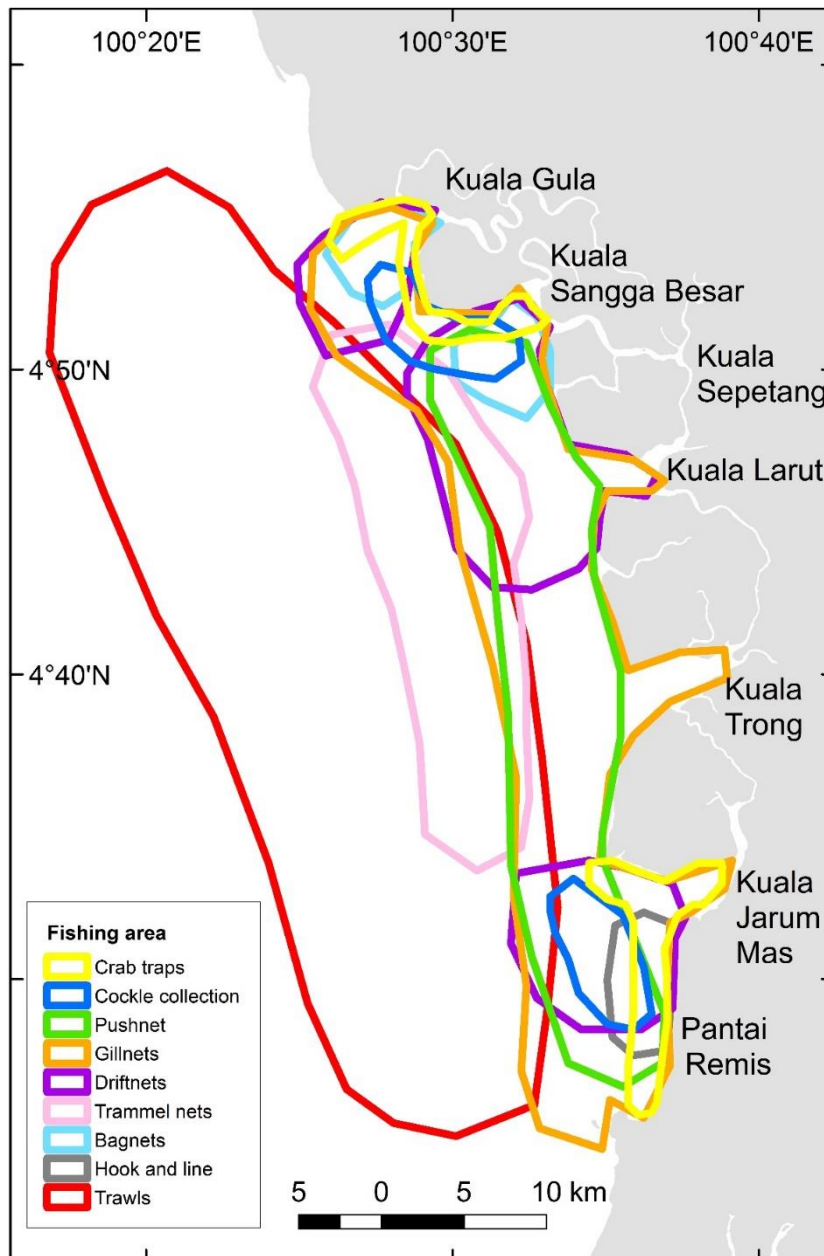 100°20'E 100°30'E 100°40'E
Kuala Gula
Kuala
Sangga Besar
4°50'N
Kuala
Sepetang
Kuala Larut
4°40'N
Kuala
Trong
Kuala
Jarum
Mas
Pantai
Remis
Fishing area
Crab traps
Cockle collection
Pushnet
Gillnets
Driftnets
Trammel nets
Bagnets
Hook and line
Trawls
5 0 5 10 km